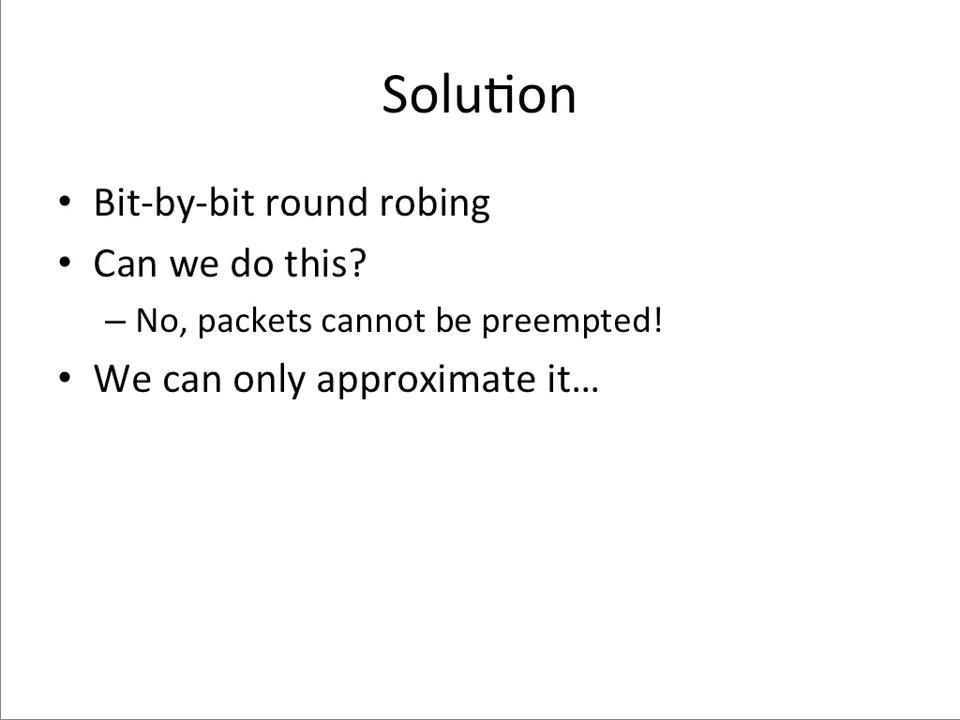 Solution
• Bit-by-bit round robing
• Can we do this?
– No, packets cannot be preempted!
• We can only approximate it…